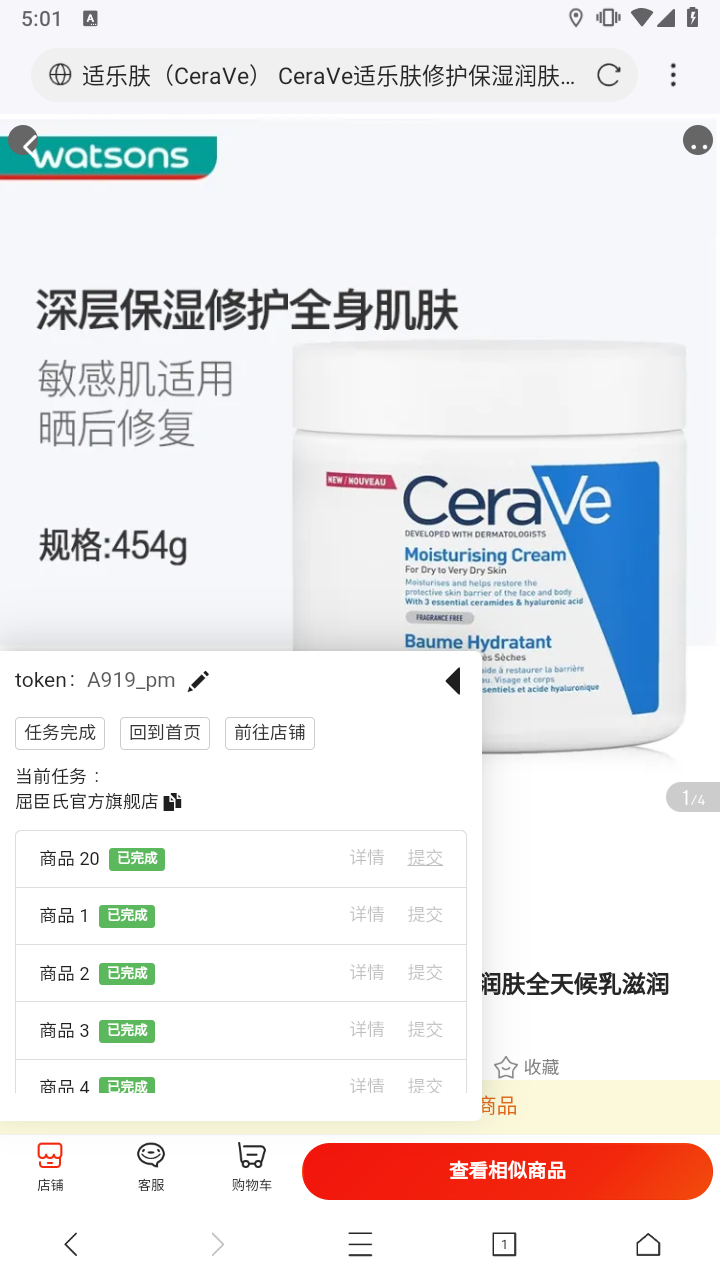 5:01
A
适乐肤（CeraVe） CeraVe适乐肤修护保湿润肤...
watsons
深层保湿修护全身肌肤
敏感肌适用
晒后修复
规格:454g
NEW / NOUVEAU
CeraVe
DEVELOPED WITH DERMATOLOGISTS
Moisturising Cream
For Dry to Very Dry Skin
Moisturises and helps restore the
protective skin barrier of the face and body
With 3 essential ceramides & hyaluronic acid
FRAGRANCE FREE
Baume Hydratant
ès Sèches
à restaurer la barrière
au. Visage et corps
sentiels et acide hyaluronique
1/4
token： A919_pm
任务完成 回到首页 前往店铺
当前任务：
屈臣氏官方旗舰店
商品 20 已完成 详情 提交
商品 1 已完成 详情 提交
商品 2 已完成 详情 提交
商品 3 已完成 详情 提交
商品 4 已完成 详情 提交
润肤全天候乳滋润
收藏
商品
店铺 客服 购物车 查看相似商品
1